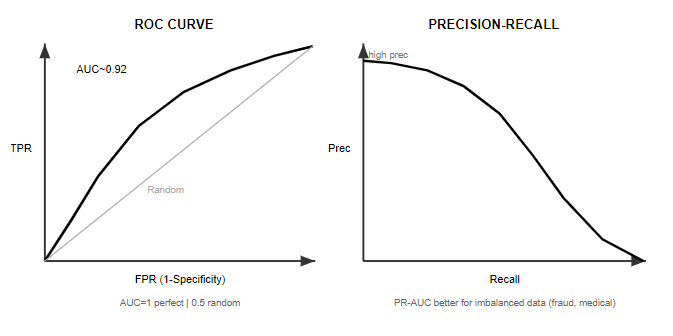 ROC CURVE
AUC~0.92
TPR
Random
FPR (1-Specificity)
AUC=1 perfect | 0.5 random
PRECISION-RECALL
high prec
Prec
Recall
PR-AUC better for imbalanced data (fraud, medical)